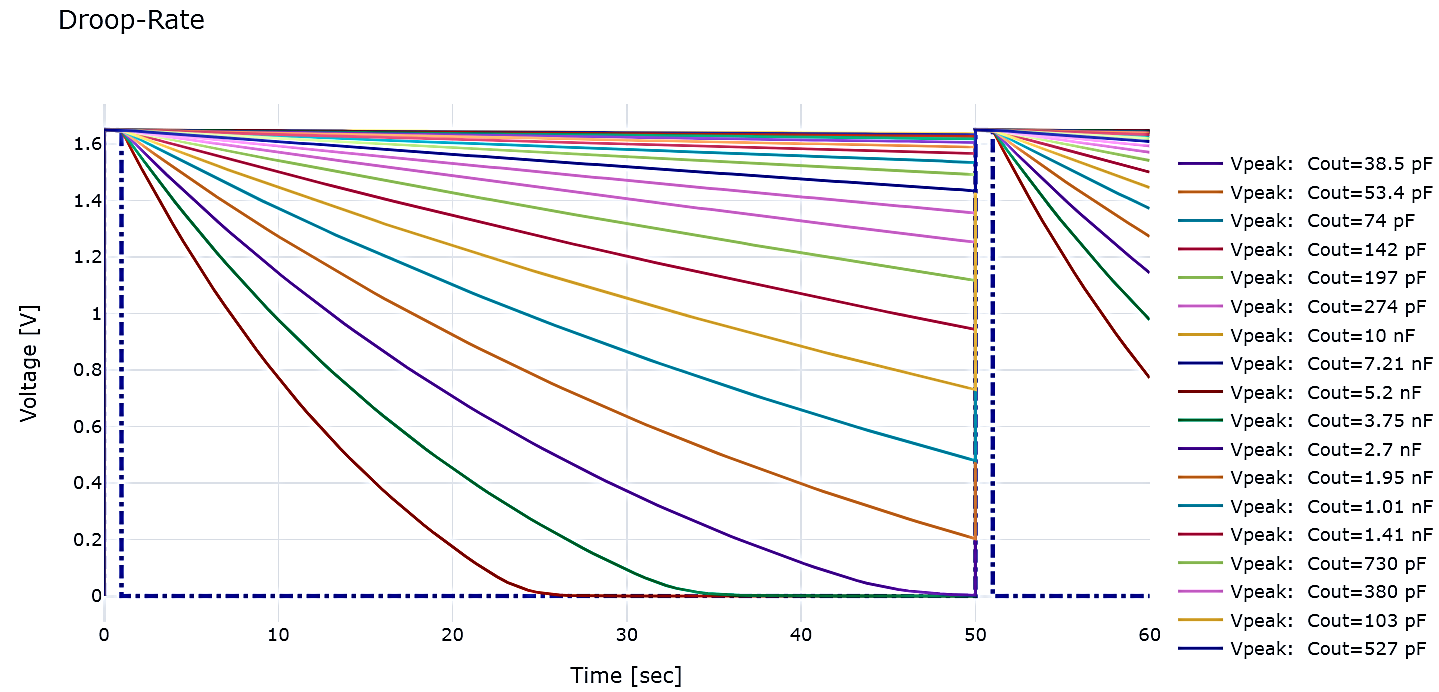 Droop-Rate
Voltage [V]
1.6
1.4
1.2
1
0.8
0.6
0.4
0.2
0
0 10 20 30 40 50 60
Time [sec]
Vpeak: Cout=38.5 pF
Vpeak: Cout=53.4 pF
Vpeak: Cout=74 pF
Vpeak: Cout=142 pF
Vpeak: Cout=197 pF
Vpeak: Cout=274 pF
Vpeak: Cout=10 nF
Vpeak: Cout=7.21 nF
Vpeak: Cout=5.2 nF
Vpeak: Cout=3.75 nF
Vpeak: Cout=2.7 nF
Vpeak: Cout=1.95 nF
Vpeak: Cout=1.01 nF
Vpeak: Cout=1.41 nF
Vpeak: Cout=730 pF
Vpeak: Cout=380 pF
Vpeak: Cout=103 pF
Vpeak: Cout=527 pF